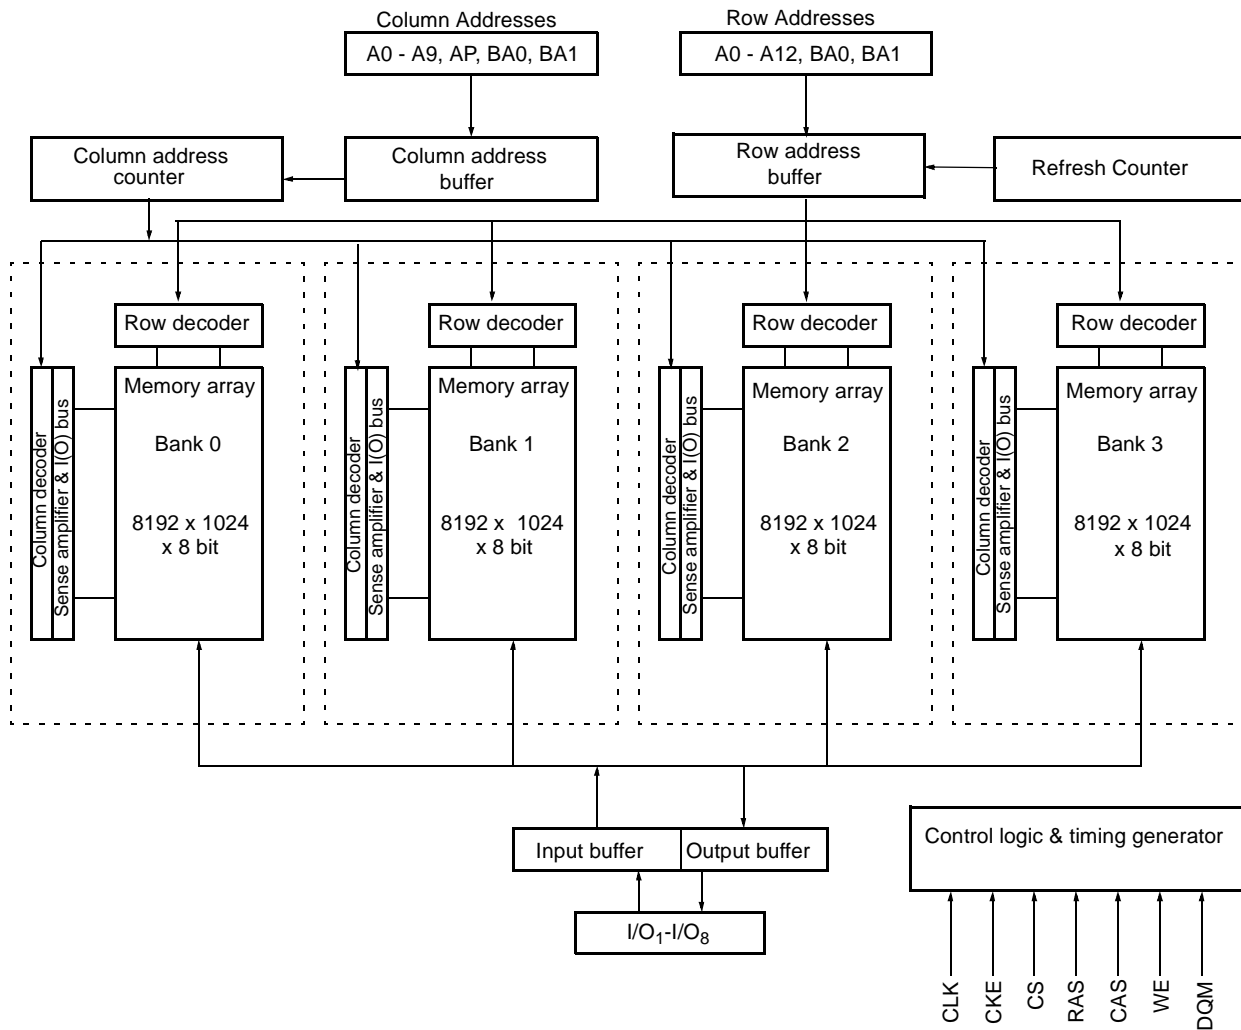 Column Addresses
Row Addresses
A0 - A9, AP, BA0, BA1
A0 - A12, BA0, BA1
Column address
counter
Column address
buffer
Row address
buffer
Refresh Counter
Row decoder
Row decoder
Row decoder
Row decoder
Column decoder
Sense amplifier & I(O) bus
Memory array
Bank 0
8192 x 1024
x 8 bit
Column decoder
Sense amplifier & I(O) bus
Memory array
Bank 1
8192 x 1024
x 8 bit
Column decoder
Sense amplifier & I(O) bus
Memory array
Bank 2
8192 x 1024
x 8 bit
Column decoder
Sense amplifier & I(O) bus
Memory array
Bank 3
8192 x 1024
x 8 bit
Input buffer
Output buffer
I/O1-I/O8
Control logic & timing generator
CLK
CKE
CS
RAS
CAS
WE
DQM